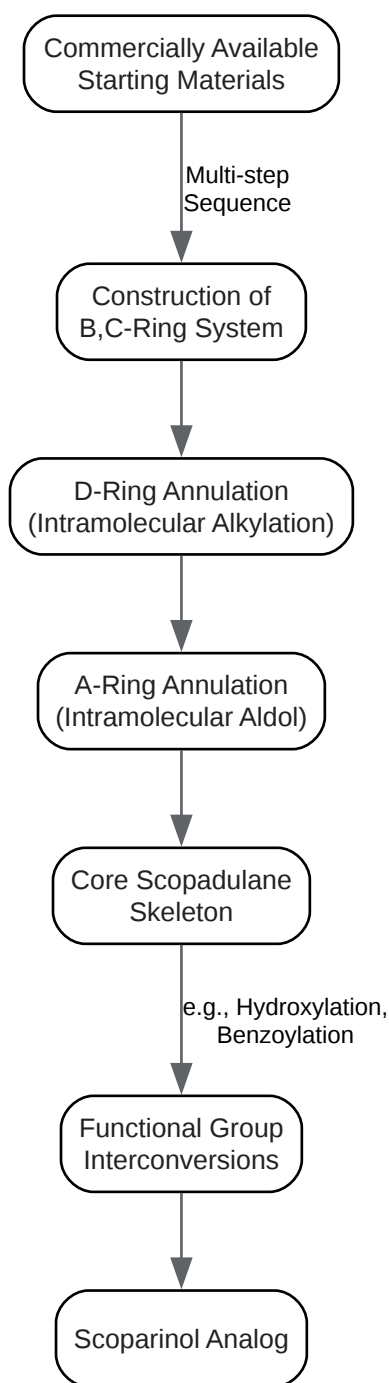 Commercially Available
Starting Materials
Multi-step
Sequence
Construction of
B,C-Ring System
D-Ring Annulation
(Intramolecular Alkylation)
A-Ring Annulation
(Intramolecular Aldol)
Core Scopadulane
Skeleton
e.g., Hydroxylation,
Benzoylation
Functional Group
Interconversions
Scoparinol Analog